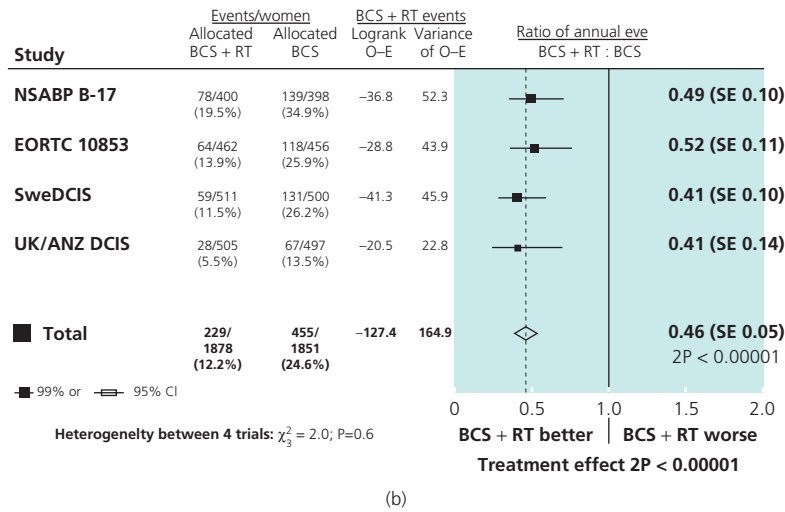 Events/women BCS + RT events
Allocated Allocated Logrank Variance Ratio of annual eve
Study BCS + RT BCS O–E of O–E BCS + RT : BCS
NSABP B-17 78/400 139/398 –36.8 52.3 0.49 (SE 0.10)
(19.5%) (34.9%)
EORTC 10853 64/462 118/456 –28.8 43.9 0.52 (SE 0.11)
(13.9%) (25.9%)
SweDCIS 59/511 131/500 –41.3 45.9 0.41 (SE 0.10)
(11.5%) (26.2%)
UK/ANZ DCIS 28/505 67/497 –20.5 22.8 0.41 (SE 0.14)
(5.5%) (13.5%)
Total 229/ 455/ –127.4 164.9 0.46 (SE 0.05)
1878 1851 2P < 0.00001
(12.2%) (24.6%)
99% or 95% CI
0 0.5 1.0 1.5 2.0
Heterogenelty between 4 trials: χ²₃ = 2.0; P=0.6 BCS + RT better BCS + RT worse
Treatment effect 2P < 0.00001
(b)